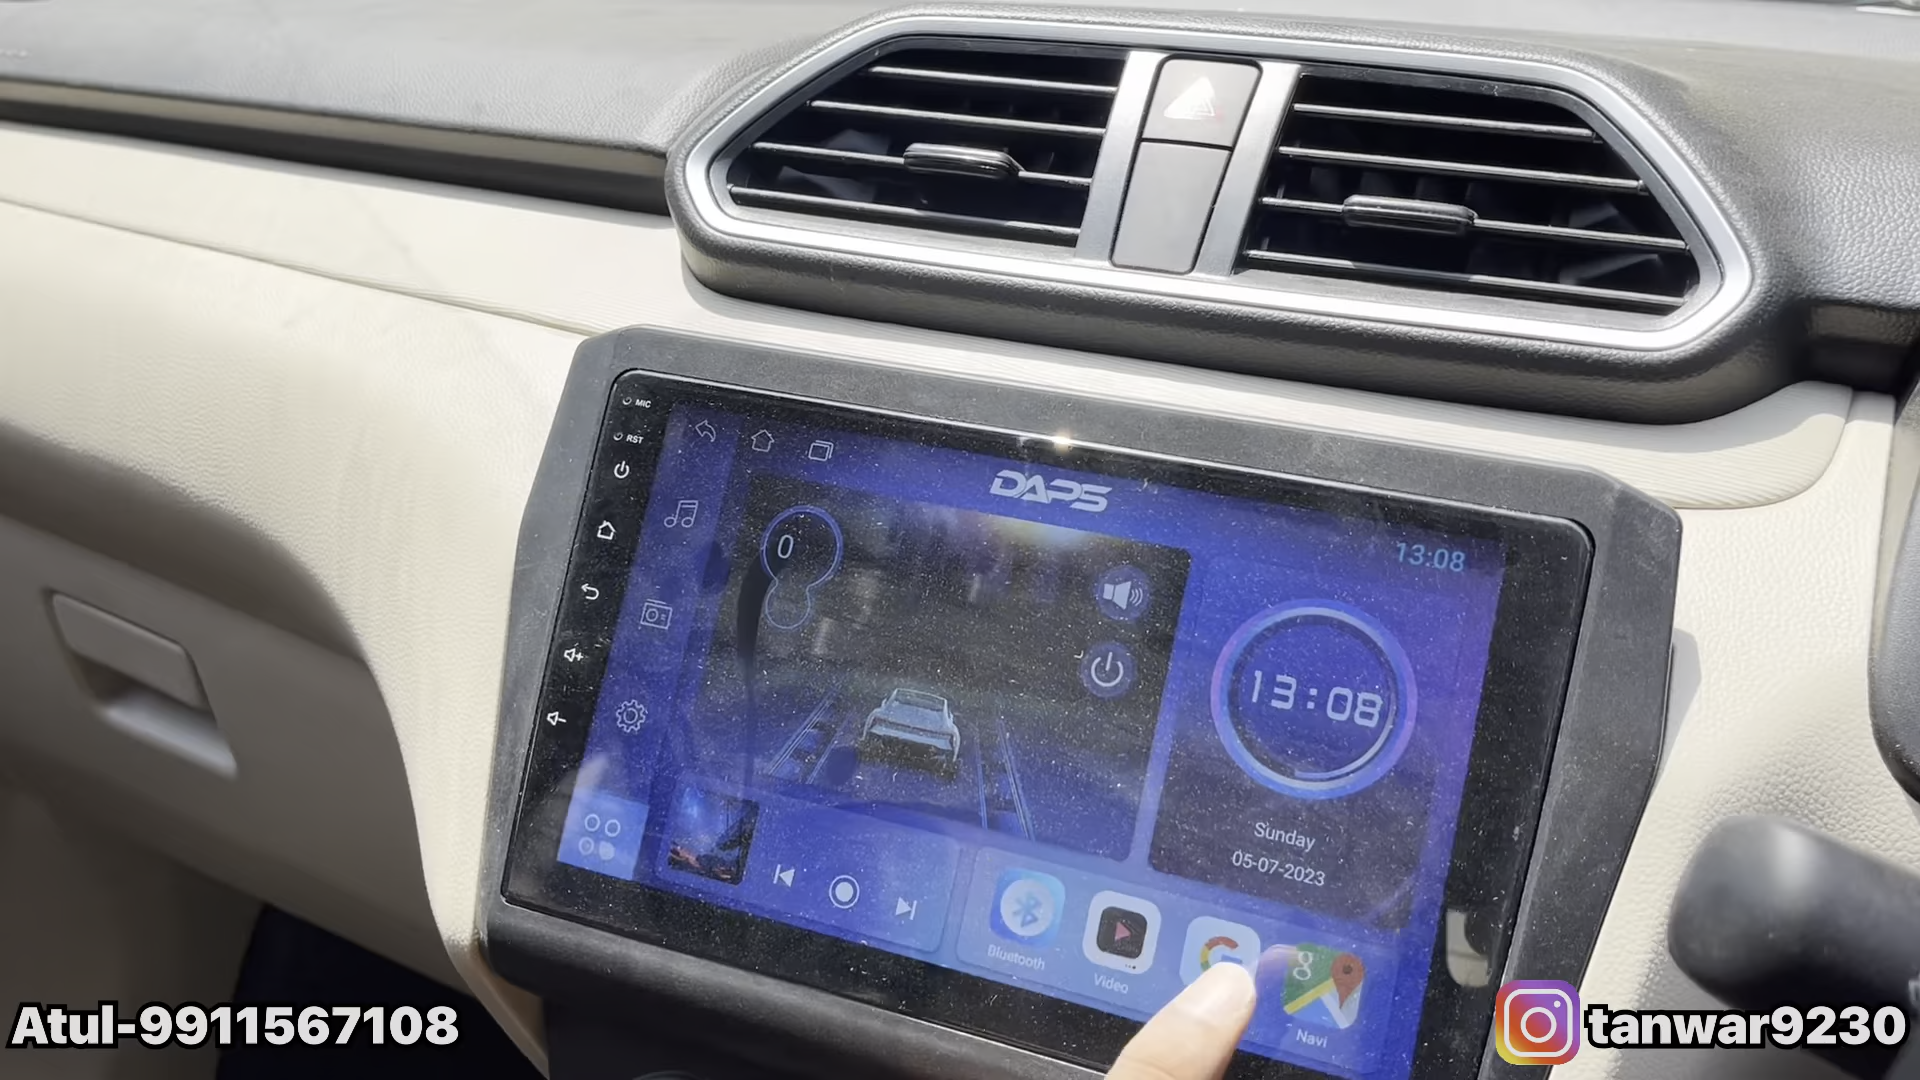 MIC
RST
DAPS
13:08
0
13:08
Sunday
05-07-2023
Bluetooth
Video
G
g
Navi
Atul-9911567108
tanwar9230